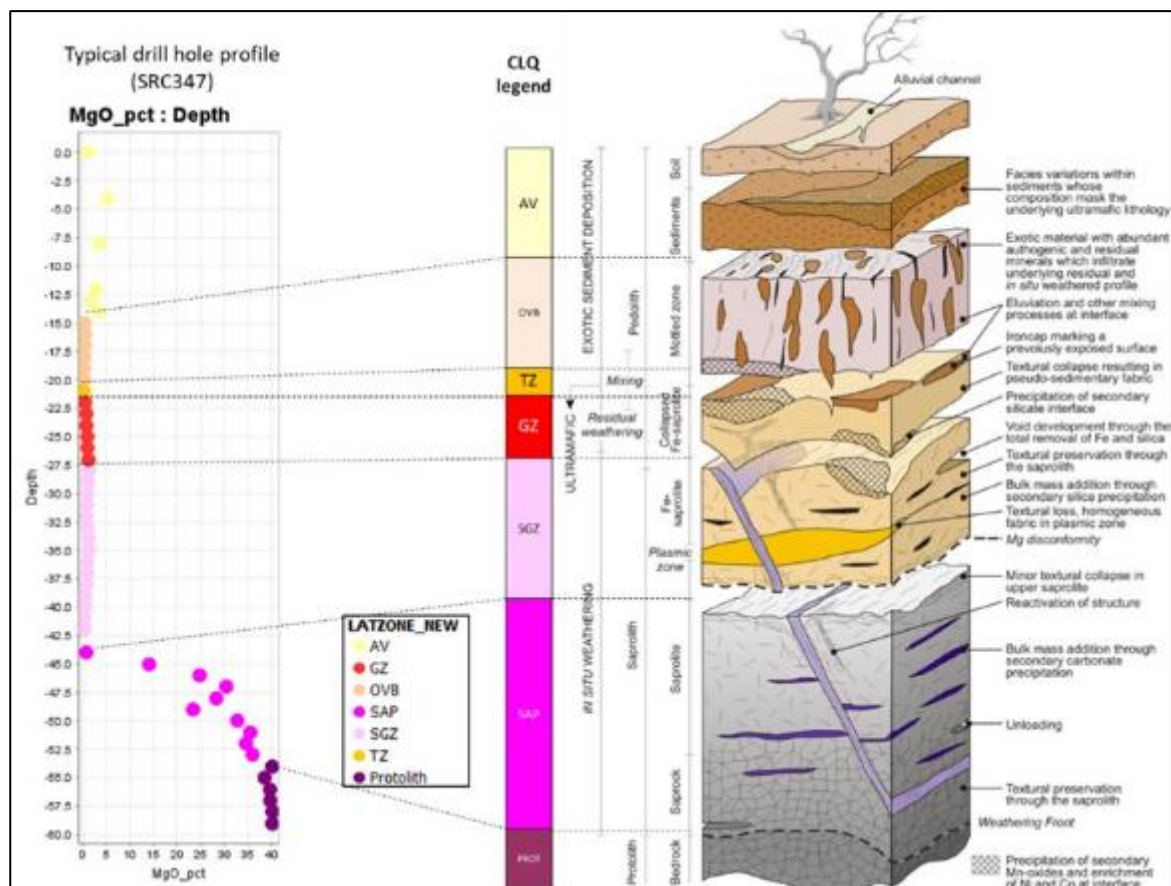 Typical drill hole profile
(SRC347)
MgO_pct : Depth
0.0
-2.5
-5.0
-7.5
-10.0
-12.5
-15.0
-17.5
-20.0
-22.5
-25.0
-27.5
-30.0
-32.5
-35.0
-37.5
-40.0
-42.5
-45.0
-47.5
-50.0
-52.5
-55.0
-57.5
-60.0
Depth
0 5 10 15 20 25 30 35 40
MgO_pct
LATZONE_NEW
AV
GZ
OVB
SAP
SGZ
TZ
Protolith
CLQ
legend
AV
OVB
TZ
GZ
SGZ
SAP
PROT
EXOTIC SEDIMENT DEPOSITION
ULTRAMAFIC
IN SITU WEATHERING
Mixing
Residual
weathering
Pedolith
Saprolith
Protolith
Soil
Sediments
Mottled zone
Collapsed
Fe-saprolite
Fe-
saprolite
Plasmic
zone
Saprolite
Saprock
Bedrock
Alluvial channel
Facies variations within
sediments whose
composition mask the
underlying ultramafic lithology
Exotic material with abundant
authogenic and residual
minerals which infiltrate
underlying residual and
in situ weathered profile
Eluviation and other mixing
processes at interface
Ironcap marking a
prevoiusly exposed surface
Textural collapse resulting in
pseudo-sedimentary fabric
Precipitation of secondary
silicate interface
Void development through the
total removal of Fe and silica
Textural preservation through
the saprolith
Bulk mass addition through
secondary silica precipitation
Textural loss, homogeneous
fabric in plasmic zone
Mg disconformity
Minor textural collapse in
upper saprolite
Reactivation of structure
Bulk mass addition through
secondary carbonate
precipitation
Unloading
Textural preservation
through the saprolith
Weathering Front
Precipitation of secondary
Mn-oxides and enrichment
of Ni and Co at interface